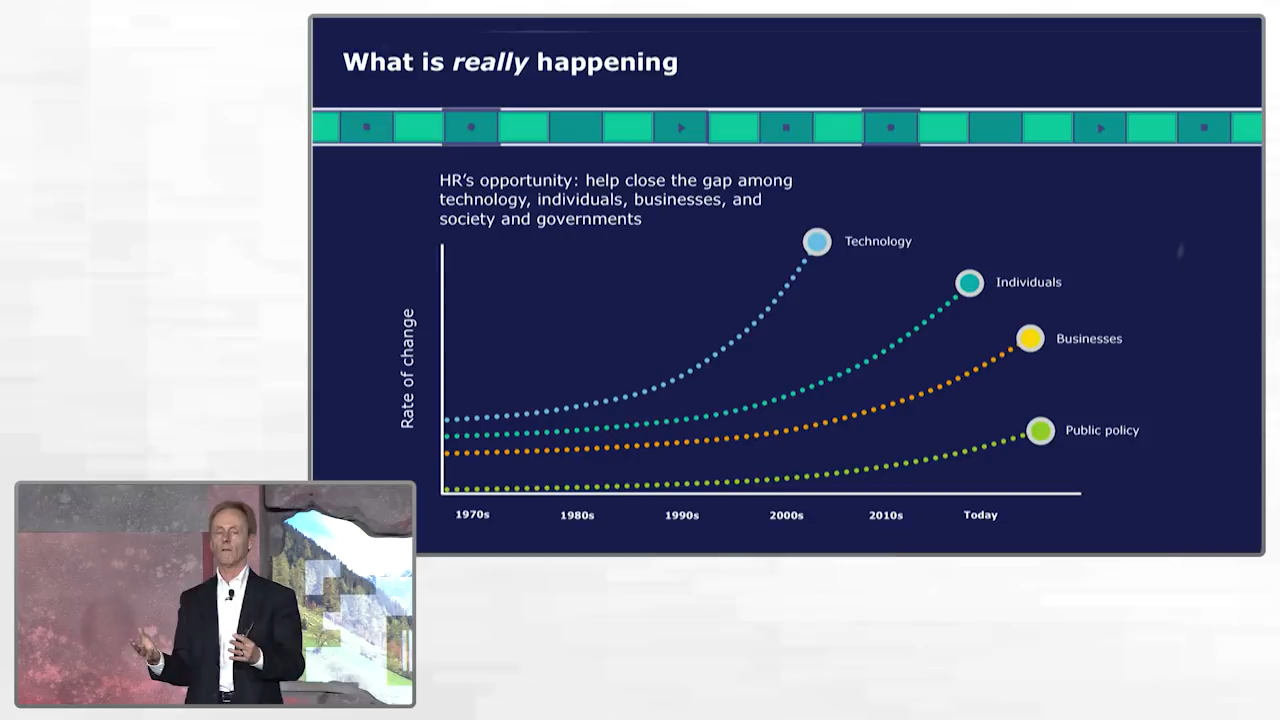 What is really happening
HR's opportunity: help close the gap among
technology, individuals, businesses, and
society and governments
Technology
Individuals
Businesses
Public policy
Rate of change
1970s
1980s
1990s
2000s
2010s
Today